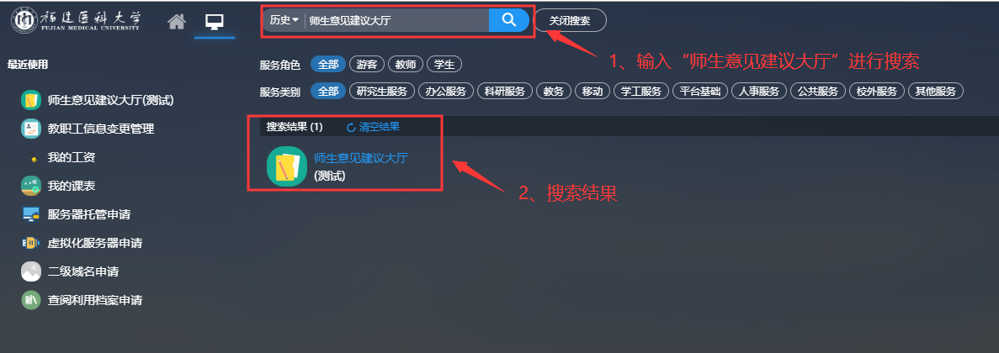 福建医科大学
FUJIAN MEDICAL UNIVERSITY
历史 师生意见建议大厅 关闭搜索
1、输入“师生意见建议大厅”进行搜索
最近使用
师生意见建议大厅(测试)
教职工信息变更管理
我的工资
我的课表
服务器托管申请
虚拟化服务器申请
二级域名申请
查阅利用档案申请
服务角色 全部 游客 教师 学生
服务类别 全部 研究生服务 办公服务 科研服务 教务 移动 学工服务 平台基础 人事服务 公共服务 校外服务 其他服务
搜索结果 (1) 清空结果
师生意见建议大厅
(测试)
2、搜索结果